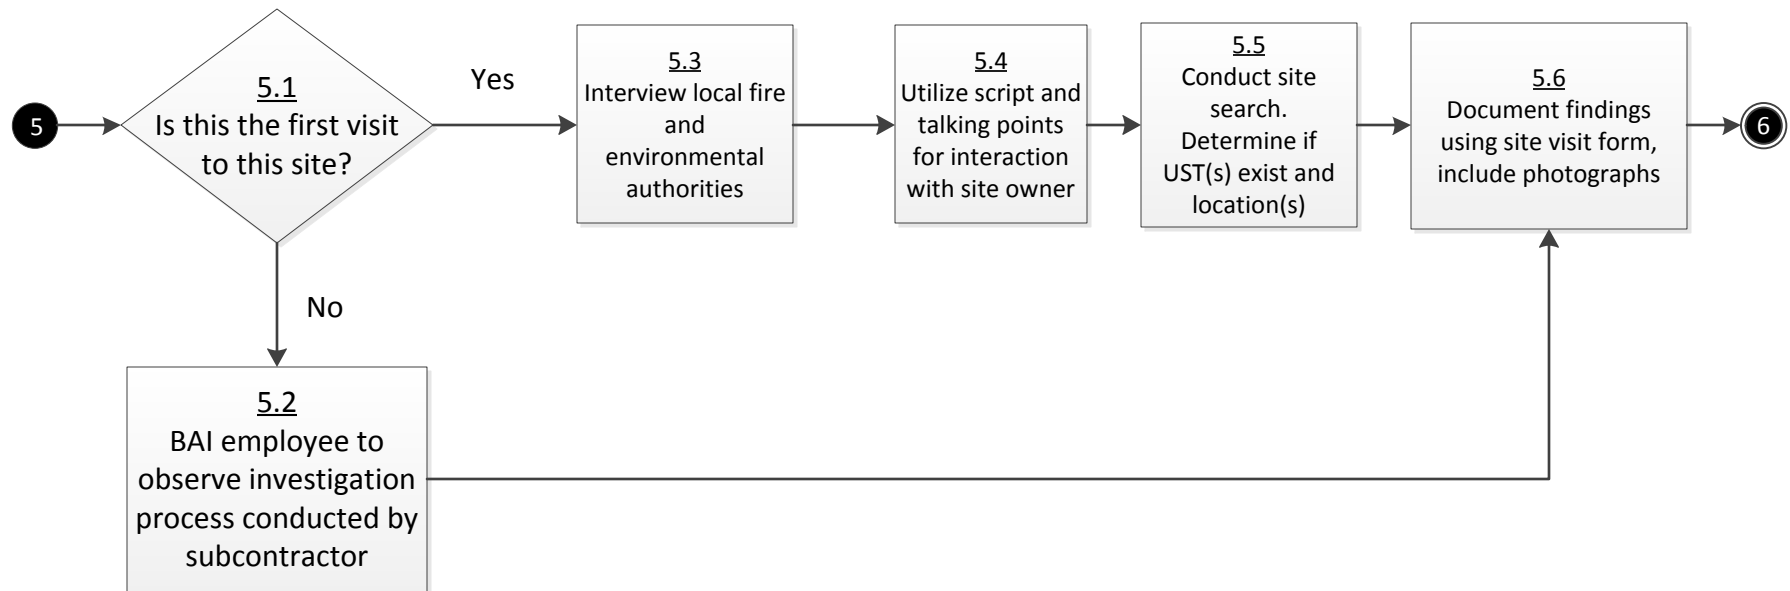 5
5.1
Is this the first visit
to this site?
Yes
5.3
Interview local fire
and
environmental
authorities
5.4
Utilize script and
talking points
for interaction
with site owner
5.5
Conduct site
search.
Determine if
UST(s) exist and
location(s)
5.6
Document findings
using site visit form,
include photographs
6
No
5.2
BAI employee to
observe investigation
process conducted by
subcontractor